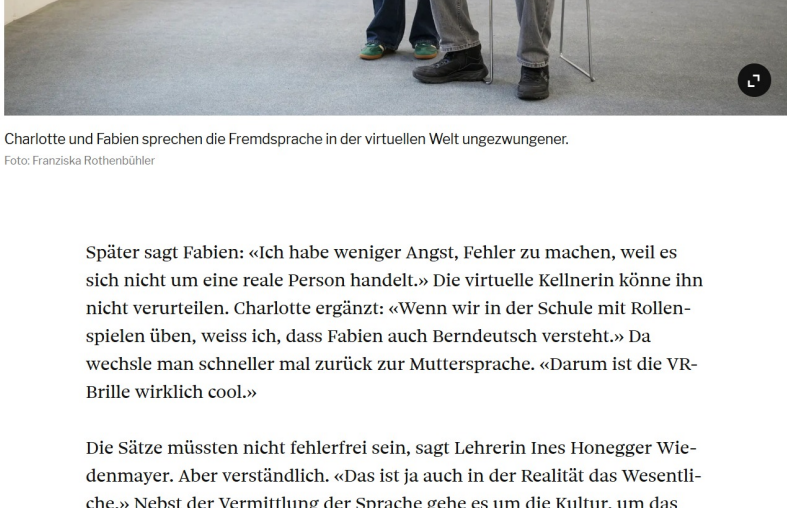 Charlotte und Fabien sprechen die Fremdsprache in der virtuellen Welt ungezwungener.
Foto: Franziska Rothenbühler
Später sagt Fabien: «Ich habe weniger Angst, Fehler zu machen, weil es
sich nicht um eine reale Person handelt.» Die virtuelle Kellnerin könne ihn
nicht verurteilen. Charlotte ergänzt: «Wenn wir in der Schule mit Rollen-
spielen üben, weiss ich, dass Fabien auch Berndeutsch versteht.» Da
wechsle man schneller mal zurück zur Muttersprache. «Darum ist die VR-
Brille wirklich cool.»
Die Sätze müssten nicht fehlerfrei sein, sagt Lehrerin Ines Honegger Wie-
denmayer. Aber verständlich. «Das ist ja auch in der Realität das Wesentli-
che.» Nebst der Vermittlung der Sprache gehe es um die Kultur, um das